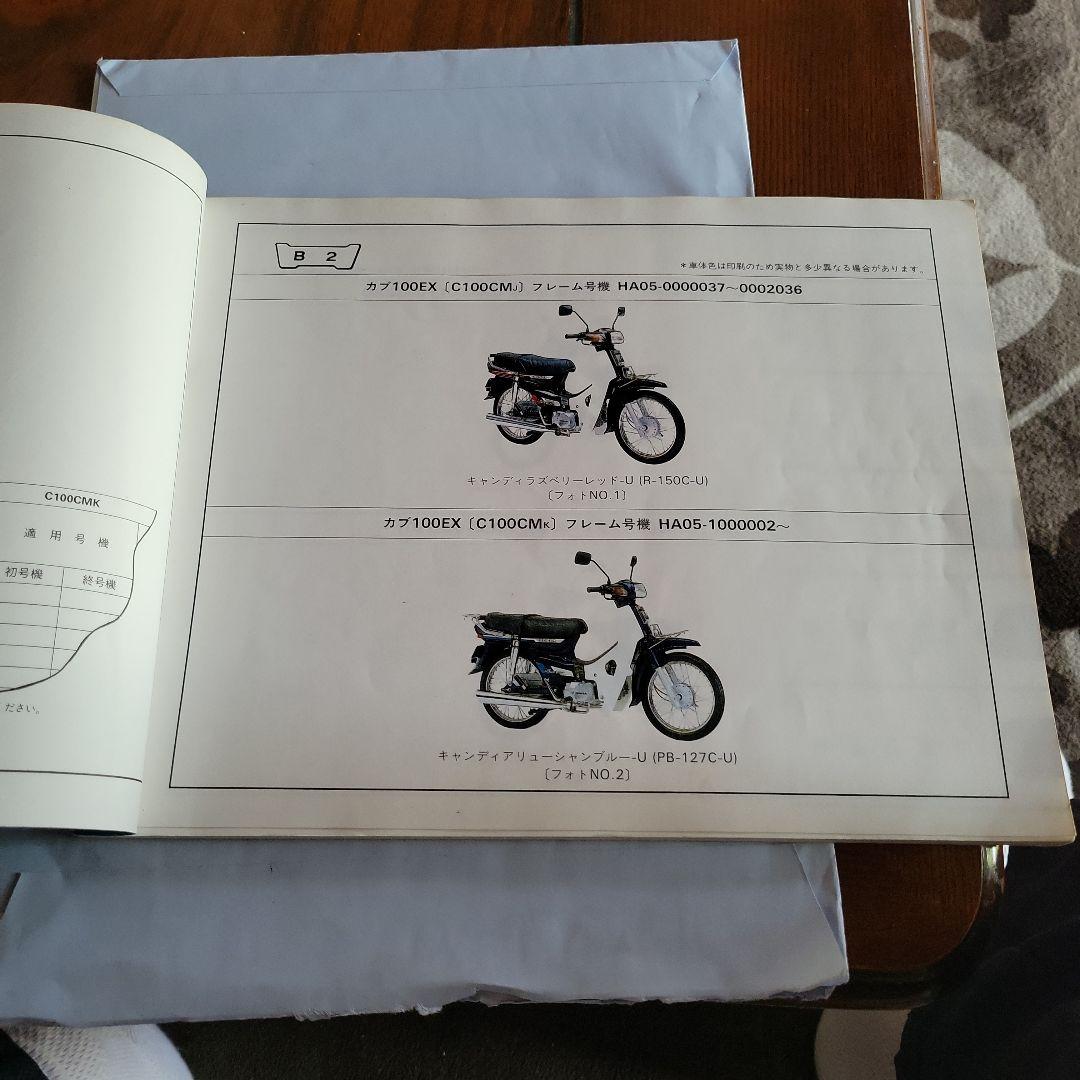 C100CMK
適用号機
初号機 終号機
ださい。
B 2
*車体色は印刷のため実物と多少異なる場合があります。
カブ100EX〔C100CMJ〕フレーム号機 HA05-0000037〜0002036
キャンディラズベリーレッド-U (R-150C-U)
〔フォトNO.1〕
カブ100EX〔C100CMK〕フレーム号機 HA05-1000002〜
キャンディアリューシャンブルー-U (PB-127C-U)
〔フォトNO.2〕